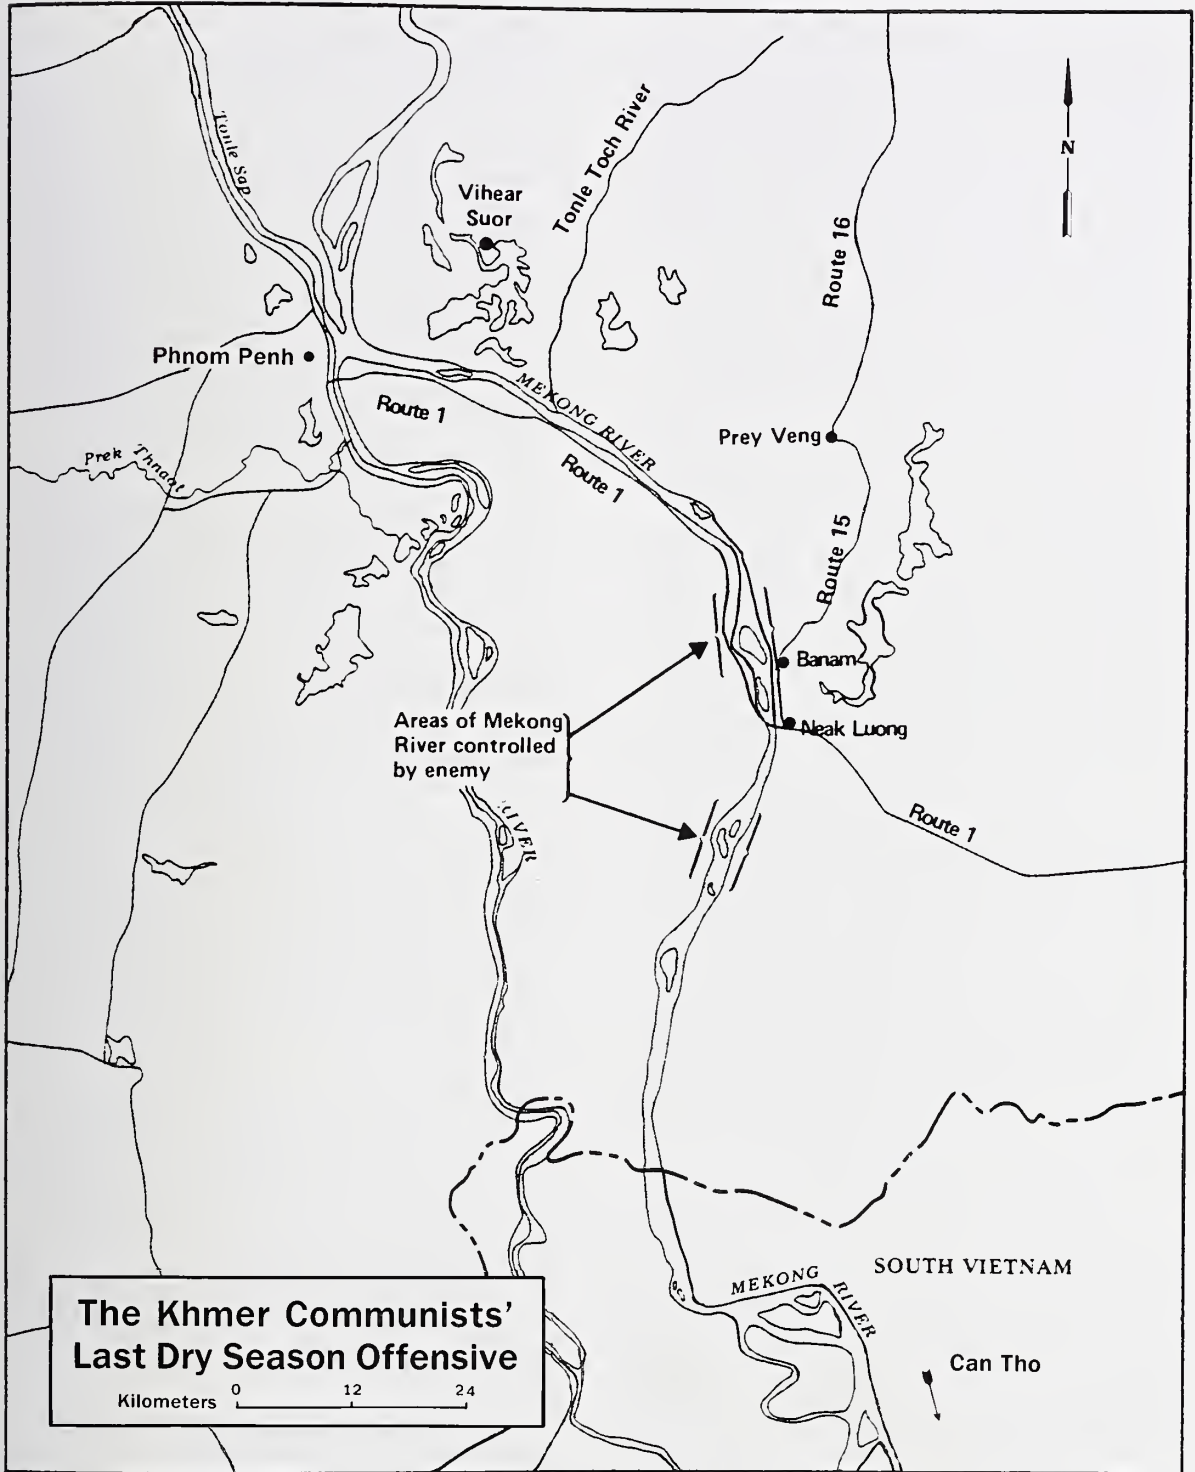 Tonle Sap
Vihear
Suor
Tonle Toch River
N
Route 16
Phnom Penh
Route 1
MEKONG RIVER
Prey Veng
Route 1
Prek Thnaot
Route 15
Banam
Neak Luong
Areas of Mekong
River controlled
by enemy
Route 1
RIVER
SOUTH VIETNAM
MEKONG RIVER
Can Tho
The Khmer Communists'
Last Dry Season Offensive
Kilometers 0 12 24